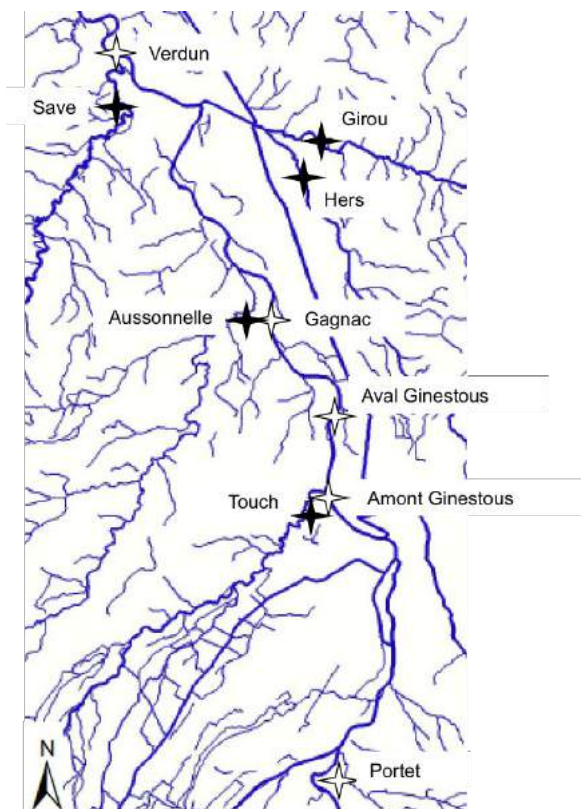 Verdun
Save
Girou
Hers
Aussonnelle
Gagnac
Aval Ginestous
Touch
Amont Ginestous
N
Portet